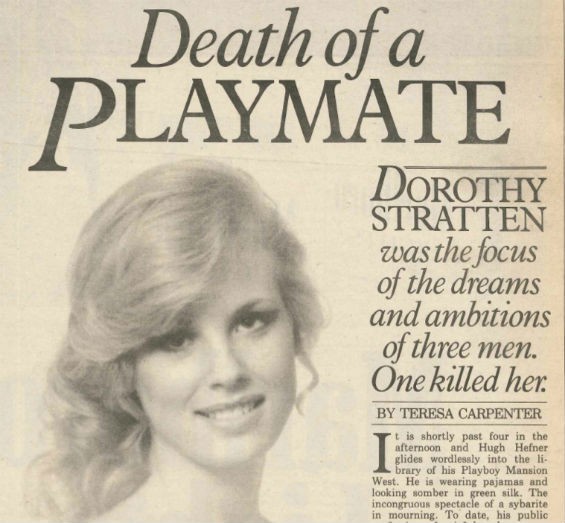 Death of a
PLAYMATE
DOROTHY
STRATTEN
was the focus
of the dreams
and ambitions
of three men.
One killed her.
BY TERESA CARPENTER
It is shortly past four in the
afternoon and Hugh Hefner
glides wordlessly into the li-
brary of his Playboy Mansion
West. He is wearing pajamas and
looking somber in green silk. The
incongruous spectacle of a sybarite
in mourning. To date, his public